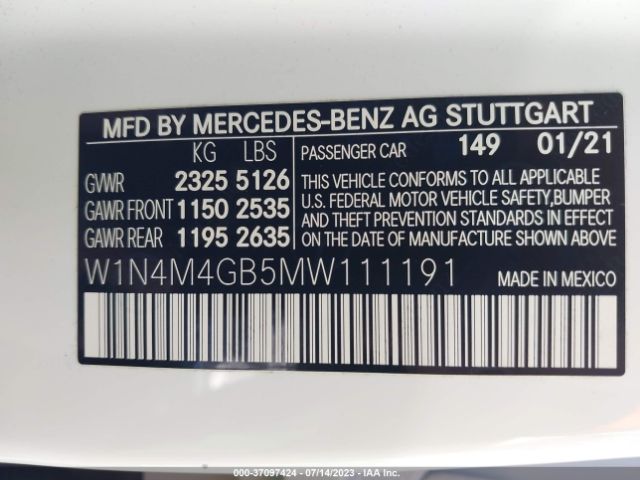 MFD BY MERCEDES-BENZ AG STUTTGART
KG LBS
GVWR 2325 5126
GAWR FRONT 1150 2535
GAWR REAR 1195 2635
PASSENGER CAR 149 01/21
THIS VEHICLE CONFORMS TO ALL APPLICABLE
U.S. FEDERAL MOTOR VEHICLE SAFETY,BUMPER
AND THEFT PREVENTION STANDARDS IN EFFECT
ON THE DATE OF MANUFACTURE SHOWN ABOVE
W1N4M4GB5MW111191
MADE IN MEXICO
000-37097424 - 07/14/2023 - IAA Inc.